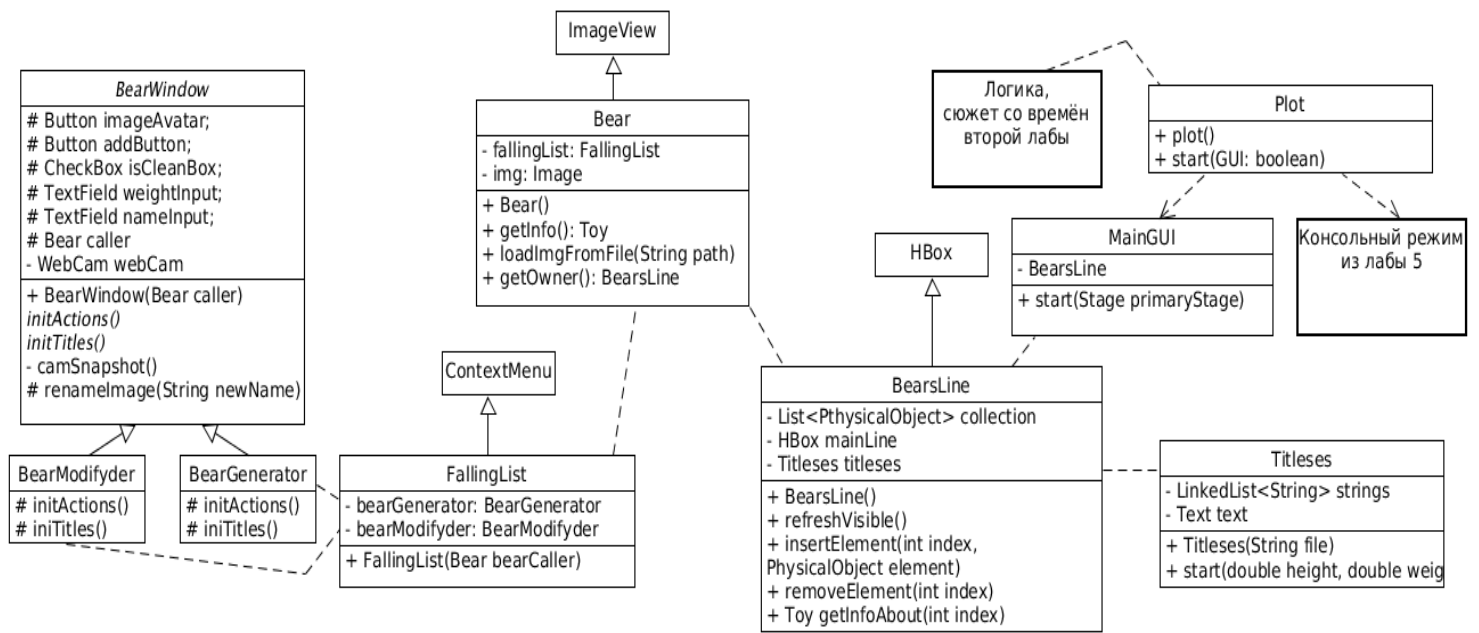 ImageView
BearWindow
# Button imageAvatar;
# Button addButton;
# CheckBox isCleanBox;
# TextField weightInput;
# TextField nameInput;
# Bear caller
- WebCam webCam
+ BearWindow(Bear caller)
initActions()
initTitles()
- camSnapshot()
# renameImage(String newName)
Bear
- fallingList: FallingList
- img: Image
+ Bear()
+ getInfo(): Toy
+ loadImgFromFile(String path)
+ getOwner(): BearsLine
Логика,
сюжет со времён
второй лабы
Plot
+ plot()
+ start(GUI: boolean)
HBox
MainGUI
- BearsLine
+ start(Stage primaryStage)
Консольный режим
из лабы 5
ContextMenu
BearModifyder
# initActions()
# iniTitles()
BearGenerator
# initActions()
# iniTitles()
FallingList
- bearGenerator: BearGenerator
- bearModifyder: BearModifyder
+ FallingList(Bear bearCaller)
BearsLine
- List<PthysicalObject> collection
- HBox mainLine
- Titleses titleses
+ BearsLine()
+ refreshVisible()
+ insertElement(int index,
PhysicalObject element)
+ removeElement(int index)
+ Toy getInfoAbout(int index)
Titleses
- LinkedList<String> strings
- Text text
+ Titleses(String file)
+ start(double height, double weig